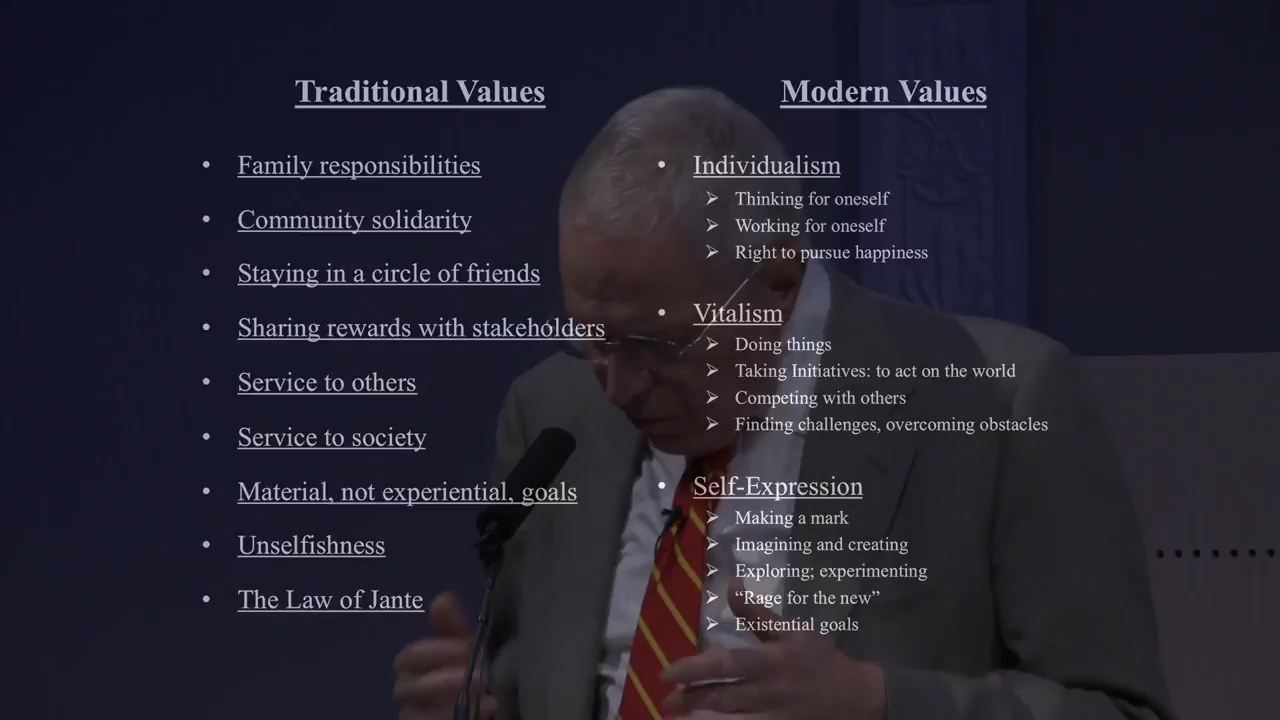 Traditional Values
• Family responsibilities
• Community solidarity
• Staying in a circle of friends
• Sharing rewards with stakeholders
• Service to others
• Service to society
• Material, not experiential, goals
• Unselfishness
• The Law of Jante
Modern Values
• Individualism
➢ Thinking for oneself
➢ Working for oneself
➢ Right to pursue happiness
• Vitalism
➢ Doing things
➢ Taking Initiatives: to act on the world
➢ Competing with others
➢ Finding challenges, overcoming obstacles
• Self-Expression
➢ Making a mark
➢ Imagining and creating
➢ Exploring; experimenting
➢ “Rage for the new”
➢ Existential goals